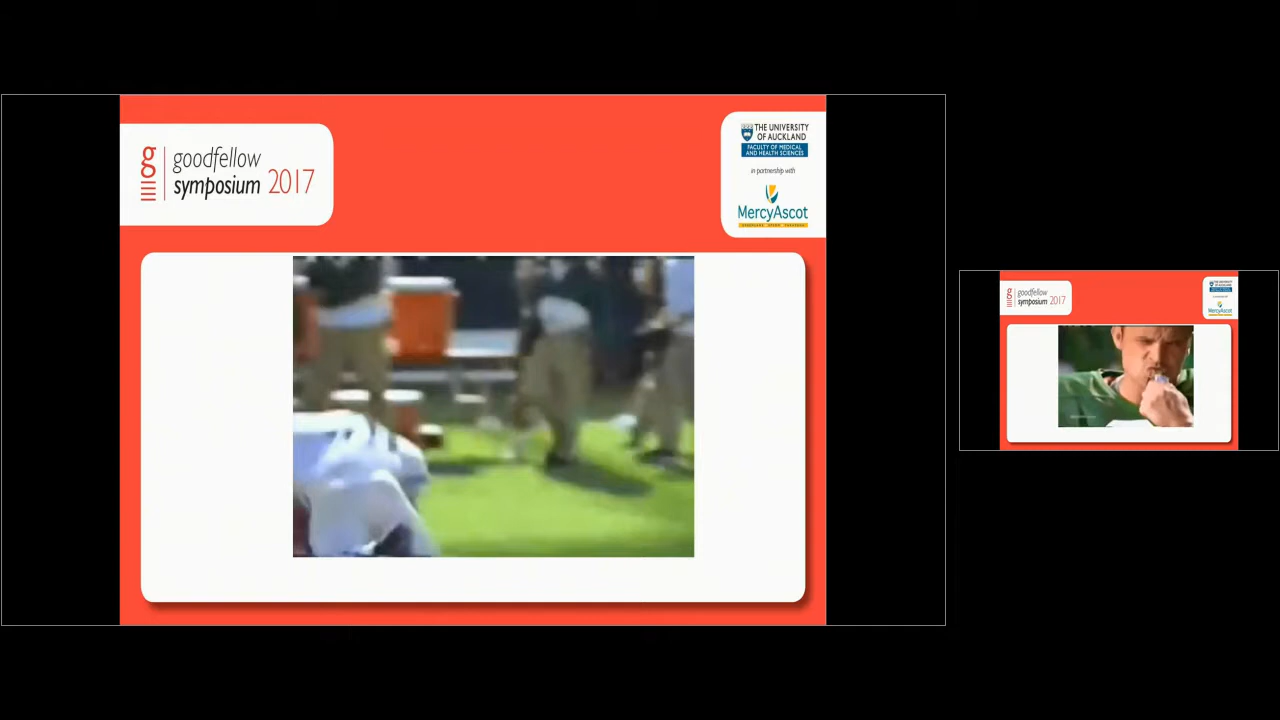 goodfellow
symposium 2017
THE UNIVERSITY
OF AUCKLAND
FACULTY OF MEDICAL
AND HEALTH SCIENCES
in partnership with
MercyAscot
goodfellow
symposium 2017
MercyAscot